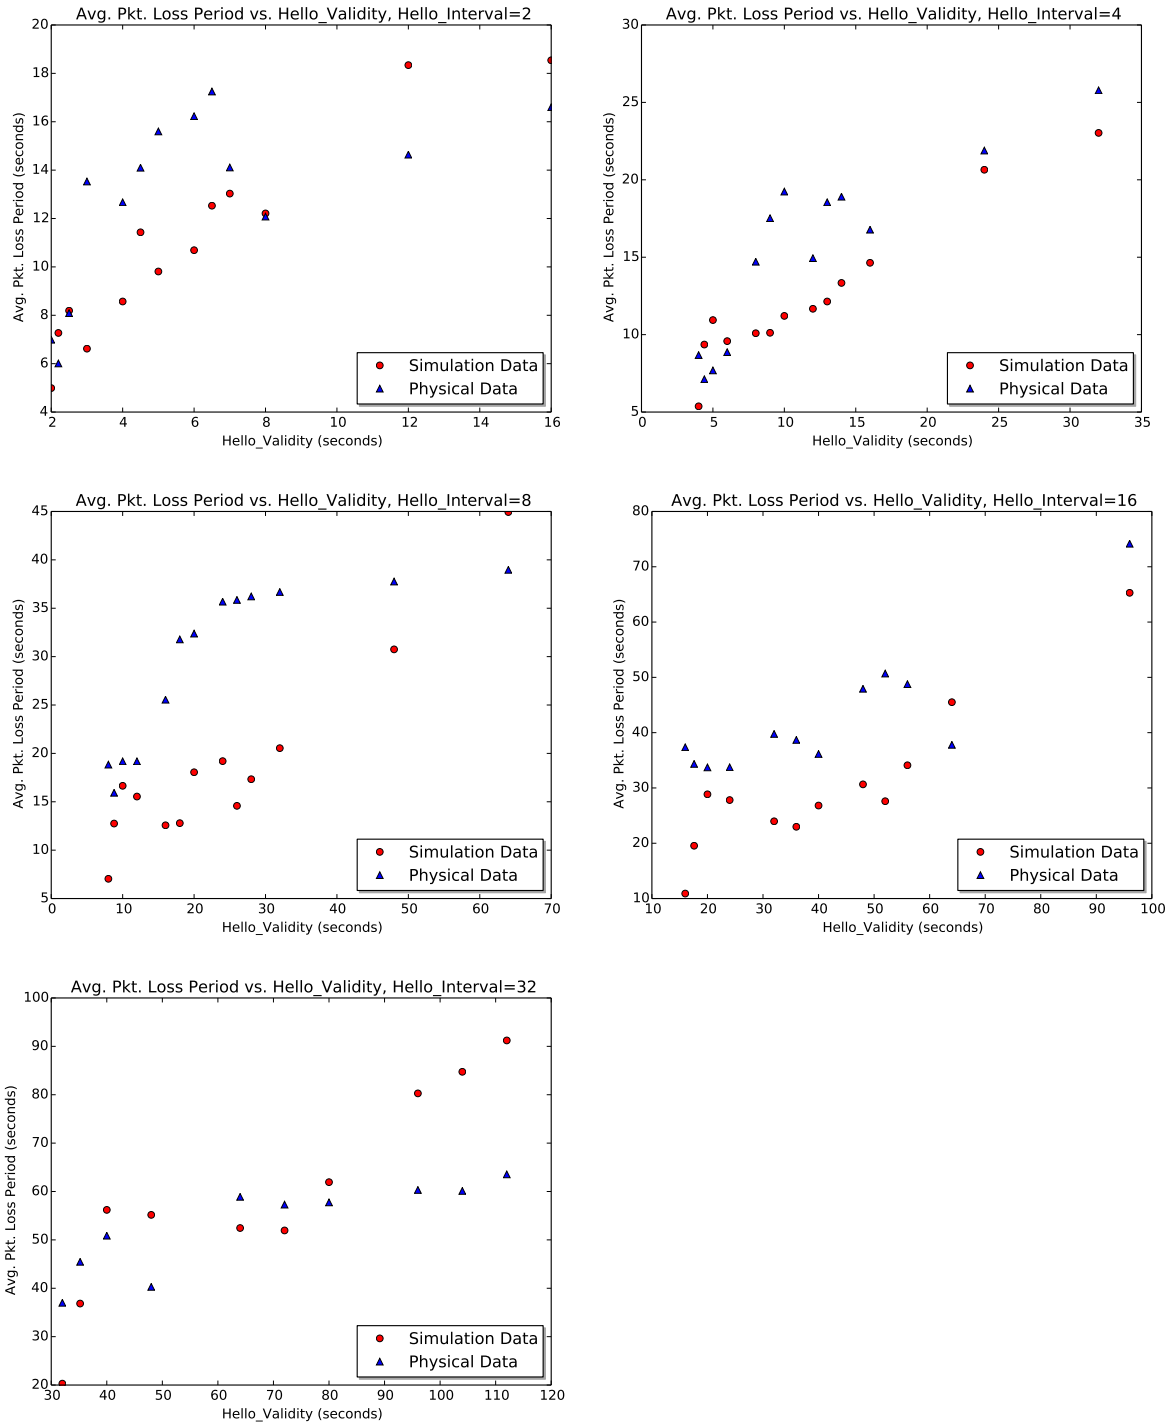 Avg. Pkt. Loss Period vs. Hello_Validity, Hello_Interval=2
20
18
16
14
12
10
8
6
4
Avg. Pkt. Loss Period (seconds)
Simulation Data
Physical Data
2 4 6 8 10 12 14 16
Hello_Validity (seconds)
Avg. Pkt. Loss Period vs. Hello_Validity, Hello_Interval=4
30
25
20
15
10
5
Avg. Pkt. Loss Period (seconds)
Simulation Data
Physical Data
0 5 10 15 20 25 30 35
Hello_Validity (seconds)
Avg. Pkt. Loss Period vs. Hello_Validity, Hello_Interval=8
45
40
35
30
25
20
15
10
5
Avg. Pkt. Loss Period (seconds)
Simulation Data
Physical Data
0 10 20 30 40 50 60 70
Hello_Validity (seconds)
Avg. Pkt. Loss Period vs. Hello_Validity, Hello_Interval=16
80
70
60
50
40
30
20
10
Avg. Pkt. Loss Period (seconds)
Simulation Data
Physical Data
10 20 30 40 50 60 70 80 90 100
Hello_Validity (seconds)
Avg. Pkt. Loss Period vs. Hello_Validity, Hello_Interval=32
100
90
80
70
60
50
40
30
20
Avg. Pkt. Loss Period (seconds)
Simulation Data
Physical Data
30 40 50 60 70 80 90 100 110 120
Hello_Validity (seconds)